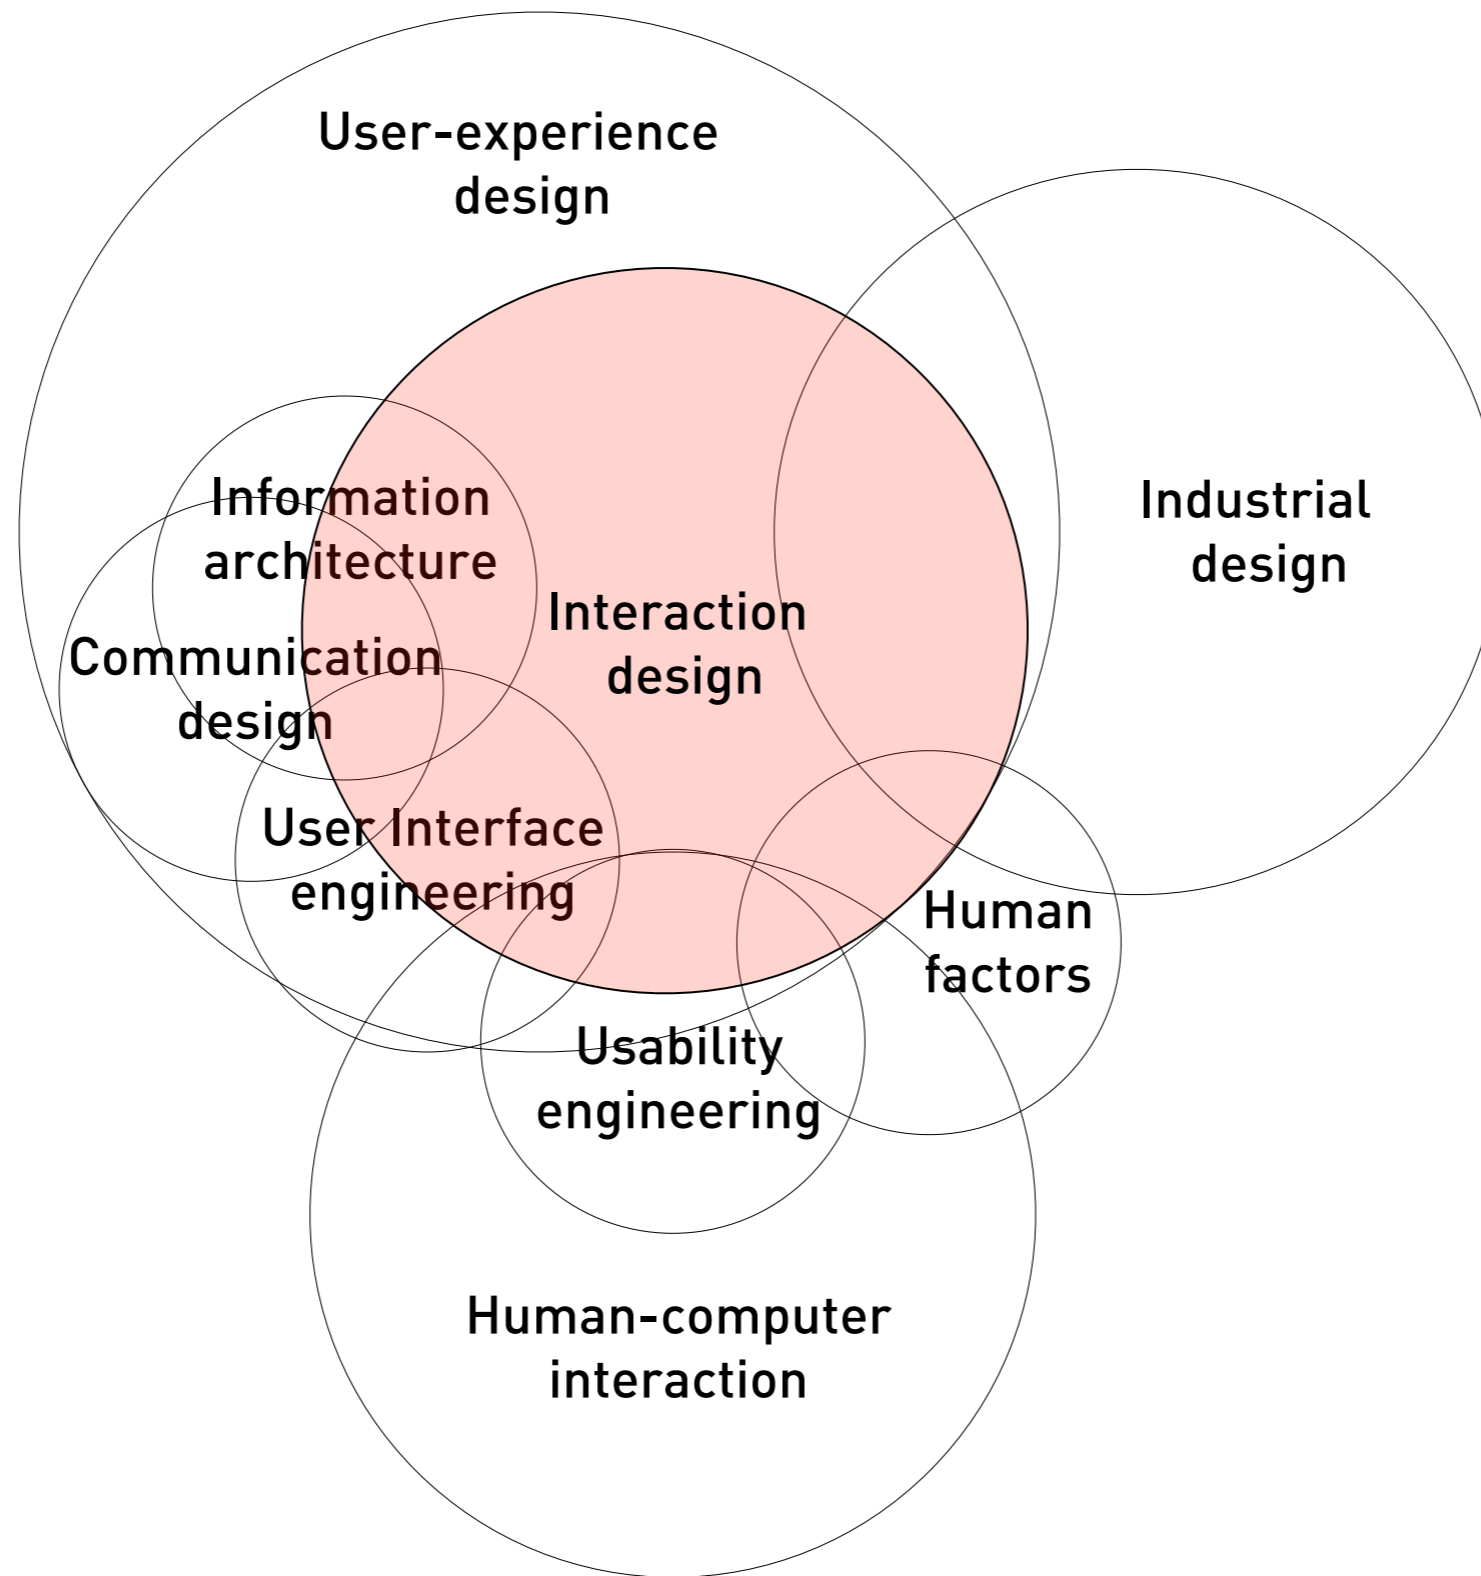 User-experience
design
Information
architecture
Industrial
design
Interaction
design
Communication
design
User Interface
engineering
Human
factors
Usability
engineering
Human-computer
interaction